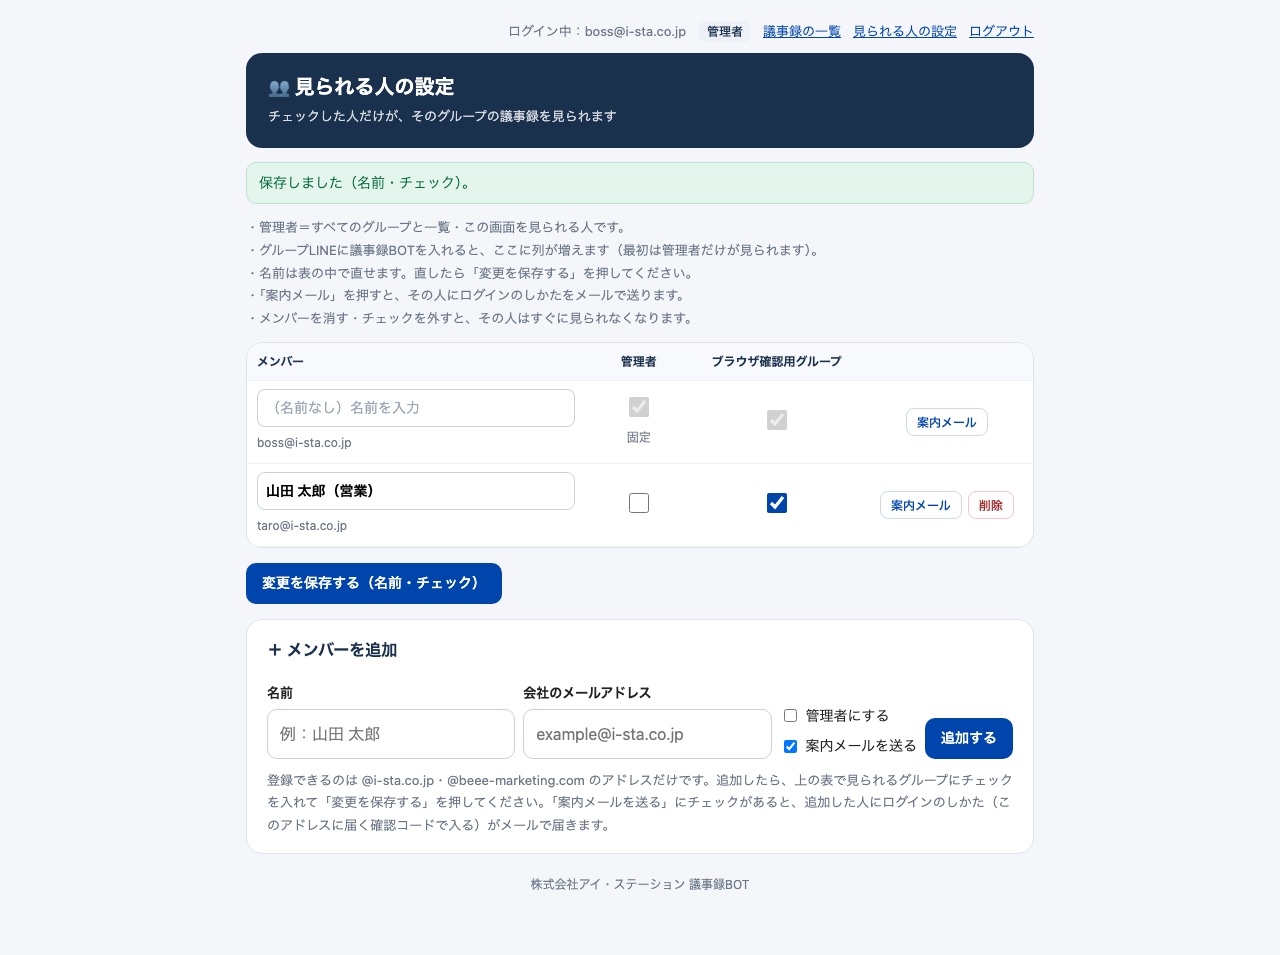 ログイン中：boss@i-sta.co.jp 管理者 議事録の一覧 見られる人の設定 ログアウト
👥 見られる人の設定
チェックした人だけが、そのグループの議事録を見られます
保存しました（名前・チェック）。
・管理者＝すべてのグループと一覧・この画面を見られる人です。
・グループLINEに議事録BOTを入れると、ここに列が増えます（最初は管理者だけが見られます）。
・名前は表の中で直せます。直したら「変更を保存する」を押してください。
・「案内メール」を押すと、その人にログインのしかたをメールで送ります。
・メンバーを消す・チェックを外すと、その人はすぐに見られなくなります。
メンバー 管理者 ブラウザ確認用グループ
（名前なし）名前を入力
固定
案内メール
boss@i-sta.co.jp
山田 太郎（営業）
案内メール 削除
taro@i-sta.co.jp
変更を保存する（名前・チェック）
＋ メンバーを追加
名前 会社のメールアドレス
例：山田 太郎 example@i-sta.co.jp
管理者にする
案内メールを送る
追加する
登録できるのは @i-sta.co.jp・@beee-marketing.com のアドレスだけです。追加したら、上の表で見られるグループにチェック
を入れて「変更を保存する」を押してください。「案内メールを送る」にチェックがあると、追加した人にログインのしかた（こ
のアドレスに届く確認コードで入る）がメールで届きます。
株式会社アイ・ステーション 議事録BOT